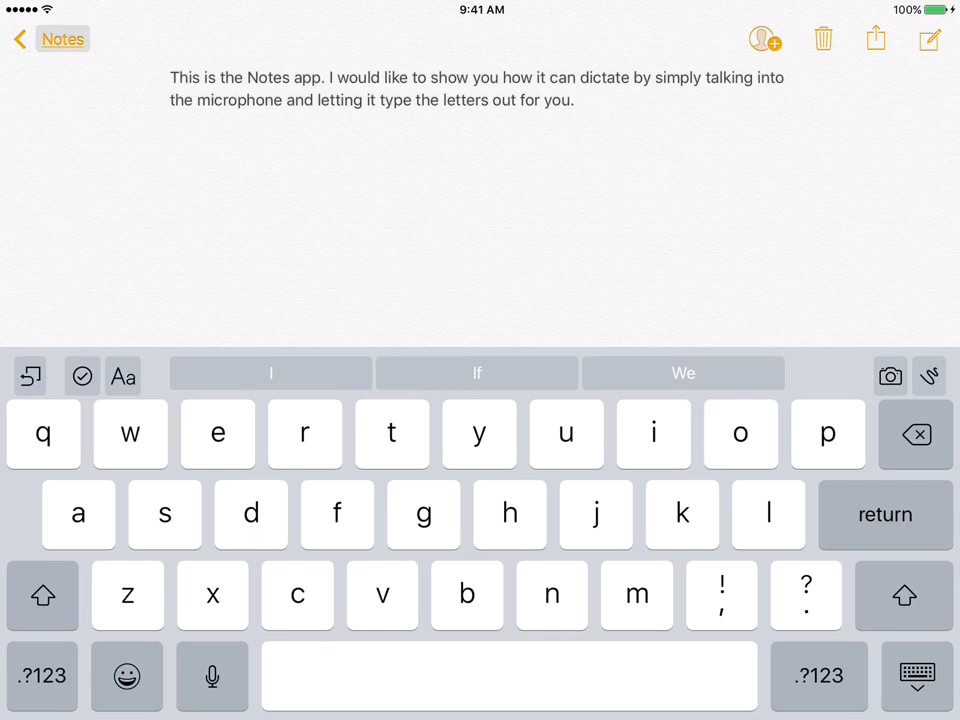 9:41 AM
100%
Notes
This is the Notes app. I would like to show you how it can dictate by simply talking into
the microphone and letting it type the letters out for you.
Aa I If We
q w e r t y u i o p
a s d f g h j k l return
z x c v b n m ! , ? .
.?123 .?123